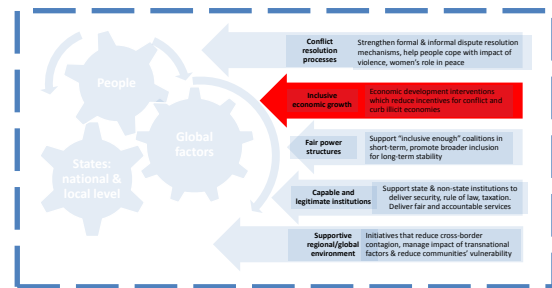 People
Global
factors
States:
national &
local level
Conflict
resolution
processes
Strengthen formal & informal dispute resolution
mechanisms, help people cope with impact of
violence, women's role in peace
Inclusive
economic growth
Economic development interventions
which reduce incentives for conflict and
curb illicit economies
Fair power
structures
Support “inclusive enough” coalitions in
short-term, promote broader inclusion
for long-term stability
Capable and
legitimate institutions
Support state & non-state institutions to
deliver security, rule of law, taxation.
Deliver fair and accountable services
Supportive
regional/global
environment
Initiatives that reduce cross-border
contagion, manage impact of transnational
factors & reduce communities' vulnerability